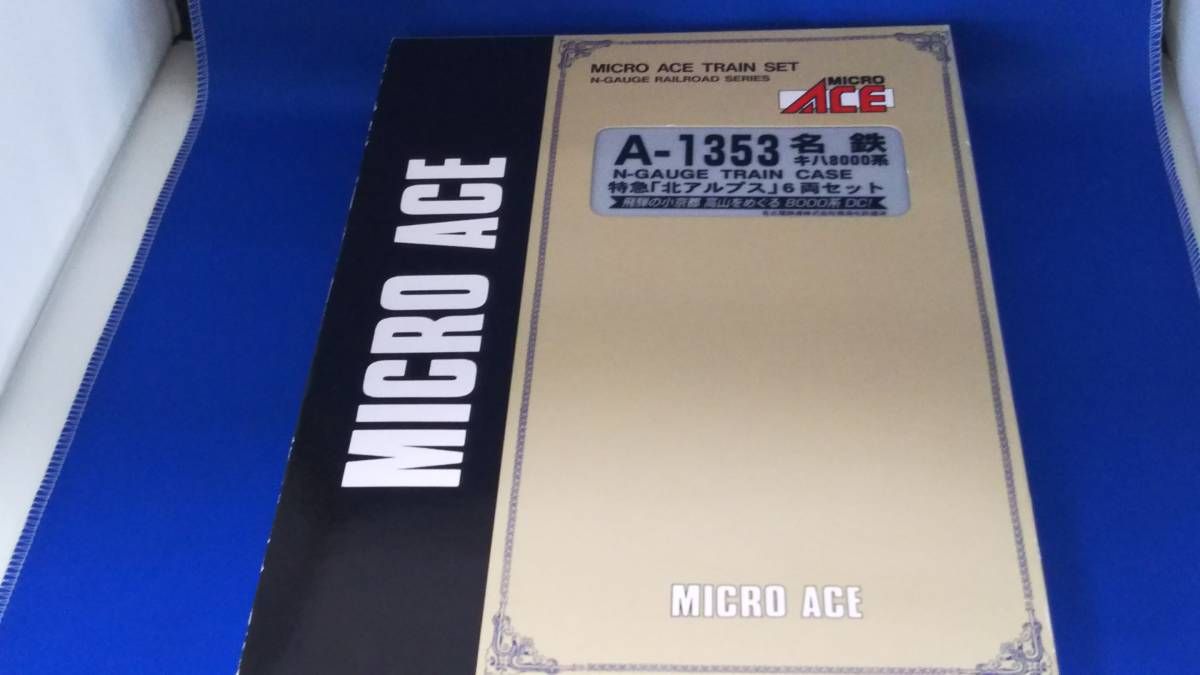 MICRO ACE TRAIN SET
N-GAUGE RAILROAD SERIES
MICRO
ACE
A-1353 名鉄
キハ8000系
N-GAUGE TRAIN CASE
特急「北アルプス」6両セット
飛騨の小京都 高山をめぐる 8000系 DC!
MICRO ACE
MICRO ACE